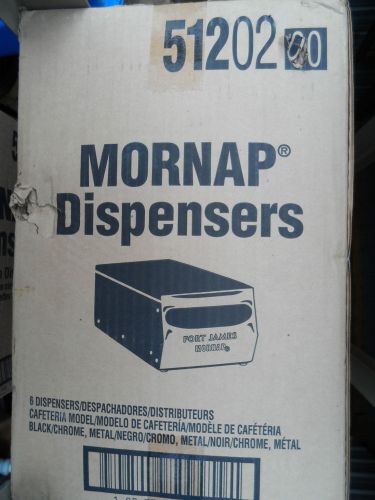 51202 00
MORNAP®
Dispensers
FORT JAMES
MORNAP®
6 DISPENSERS/DESPACHADORES/DISTRIBUTEURS
CAFETERIA MODEL/MODELO DE CAFETERÍA/MODÈLE DE CAFÉTÉRIA
BLACK/CHROME, METAL/NEGRO/CROMO, METAL/NOIR/CHROME, MÉTAL